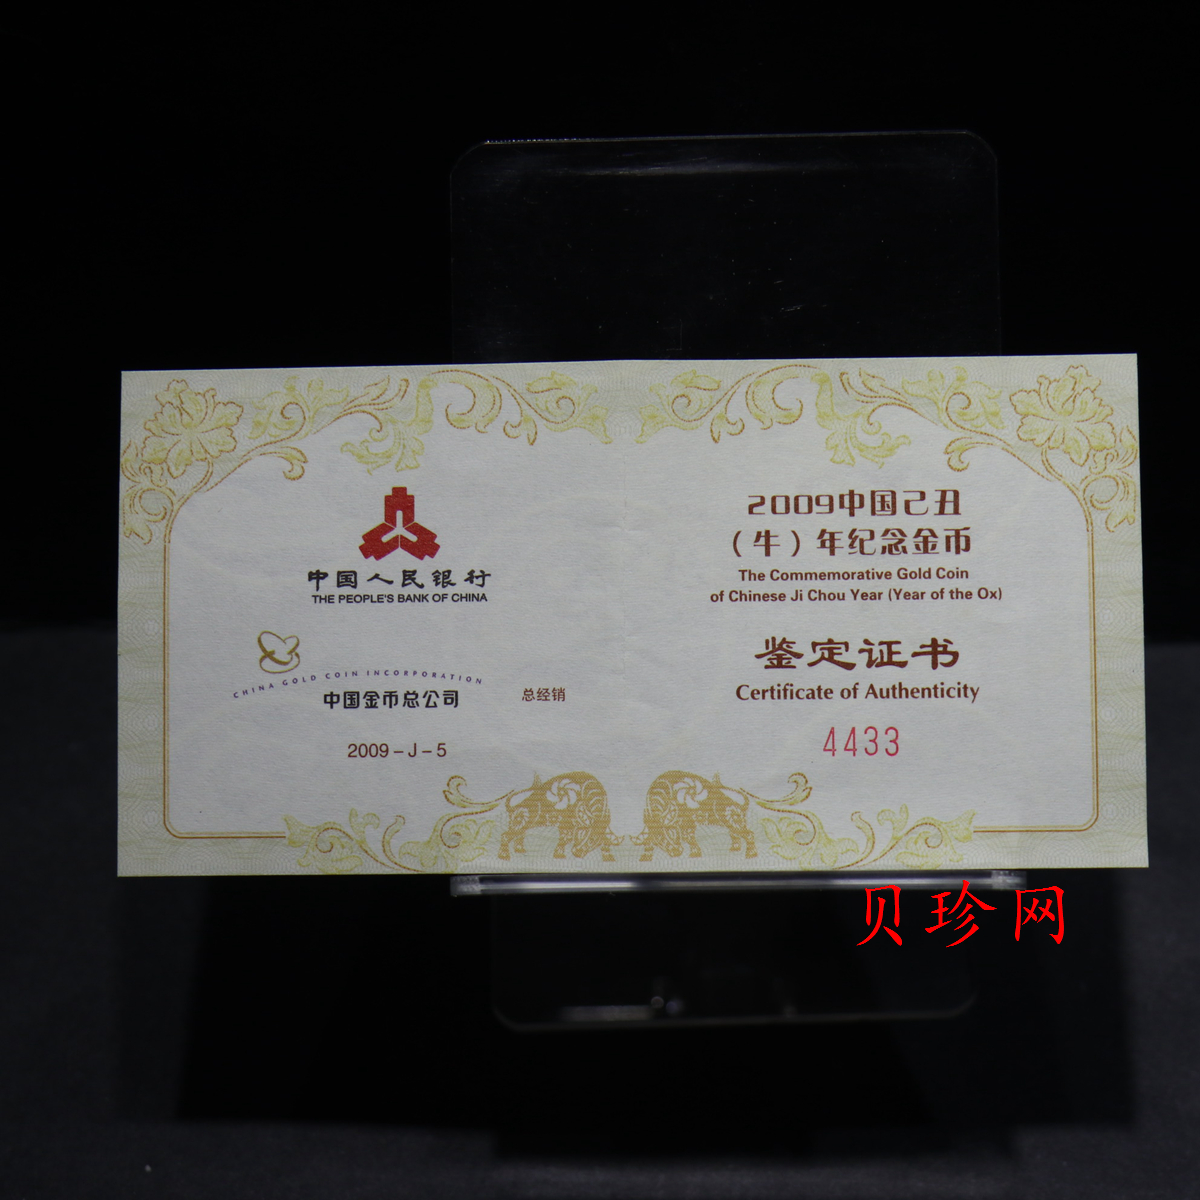 中国人民银行
THE PEOPLE'S BANK OF CHINA
CHINA GOLD COIN INCORPORATION
中国金币总公司 总经销
2009-J-5
2009中国己丑
（牛）年纪念金币
The Commemorative Gold Coin
of Chinese Ji Chou Year (Year of the Ox)
鉴定证书
Certificate of Authenticity
4433
贝珍网